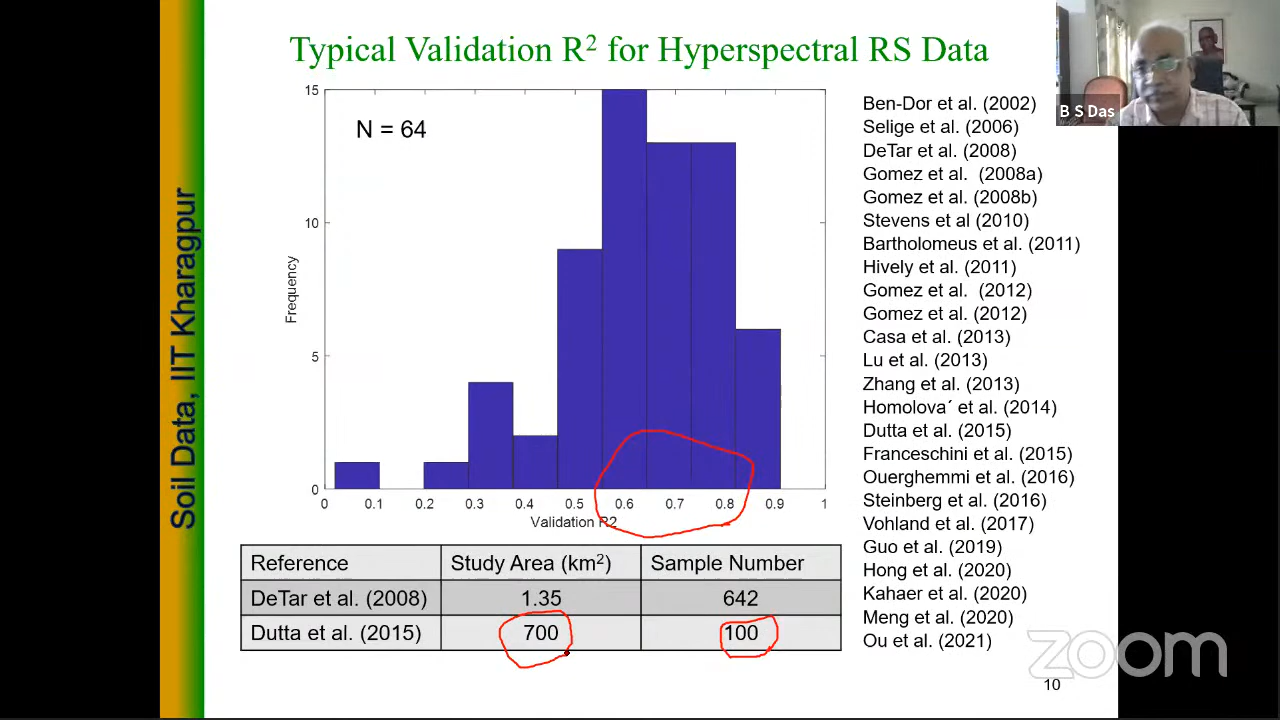 Typical Validation R² for Hyperspectral RS Data
B S Das
Soil Data, IIT Kharagpur
N = 64
15
10
5
0
Frequency
0 0.1 0.2 0.3 0.4 0.5 0.6 0.7 0.8 0.9 1
Validation R2
Ben-Dor et al. (2002)
Selige et al. (2006)
DeTar et al. (2008)
Gomez et al. (2008a)
Gomez et al. (2008b)
Stevens et al (2010)
Bartholomeus et al. (2011)
Hively et al. (2011)
Gomez et al. (2012)
Gomez et al. (2012)
Casa et al. (2013)
Lu et al. (2013)
Zhang et al. (2013)
Homolova´ et al. (2014)
Dutta et al. (2015)
Franceschini et al. (2015)
Ouerghemmi et al. (2016)
Steinberg et al. (2016)
Vohland et al. (2017)
Guo et al. (2019)
Hong et al. (2020)
Kahaer et al. (2020)
Meng et al. (2020)
Ou et al. (2021)
Reference Study Area (km²) Sample Number
DeTar et al. (2008) 1.35 642
Dutta et al. (2015) 700 100
zoom
10